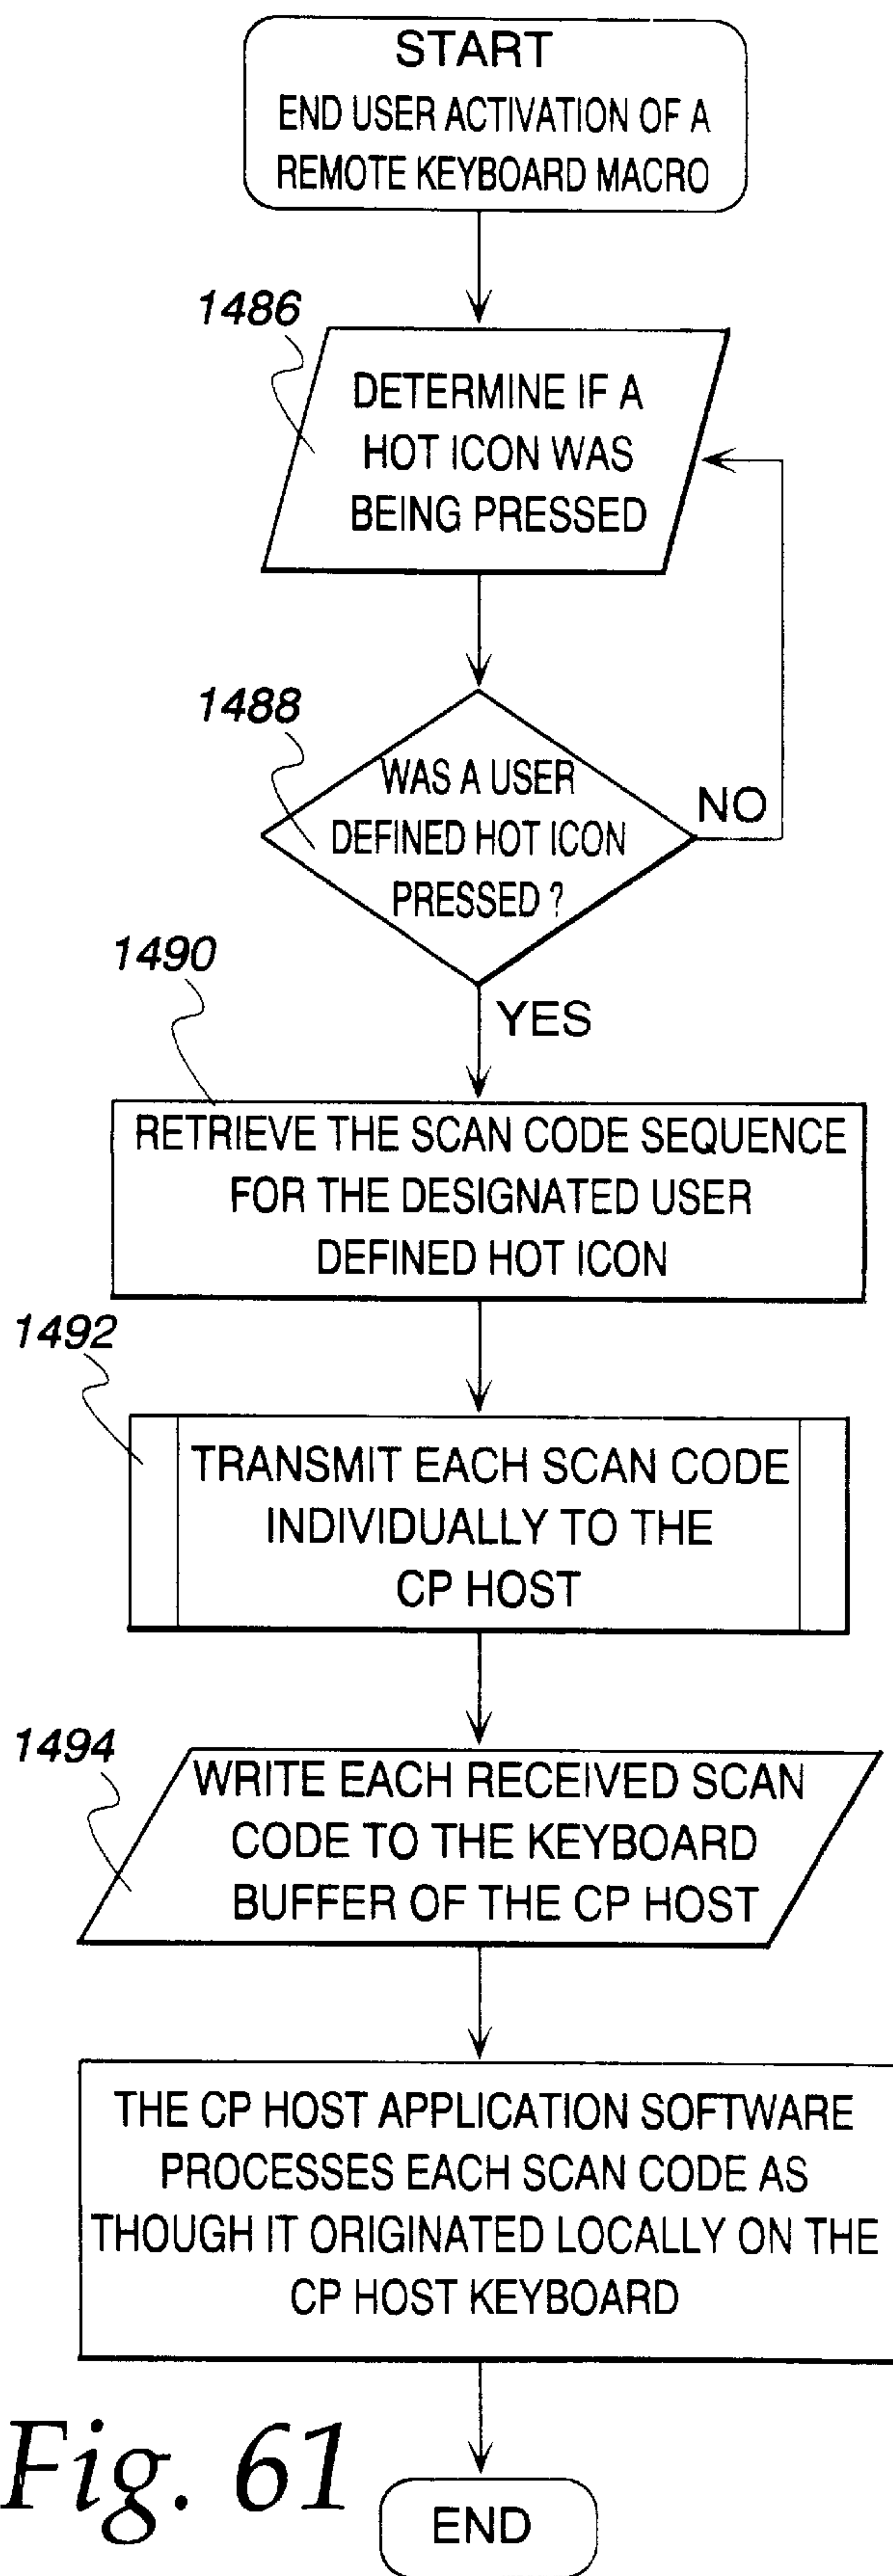 START
END USER ACTIVATION OF A
REMOTE KEYBOARD MACRO
1486
DETERMINE IF A
HOT ICON WAS
BEING PRESSED
1488
WAS A USER
DEFINED HOT ICON
PRESSED ?
NO
1490
YES
RETRIEVE THE SCAN CODE SEQUENCE
FOR THE DESIGNATED USER
DEFINED HOT ICON
1492
TRANSMIT EACH SCAN CODE
INDIVIDUALLY TO THE
CP HOST
1494
WRITE EACH RECEIVED SCAN
CODE TO THE KEYBOARD
BUFFER OF THE CP HOST
THE CP HOST APPLICATION SOFTWARE
PROCESSES EACH SCAN CODE AS
THOUGH IT ORIGINATED LOCALLY ON THE
CP HOST KEYBOARD
Fig. 61
END